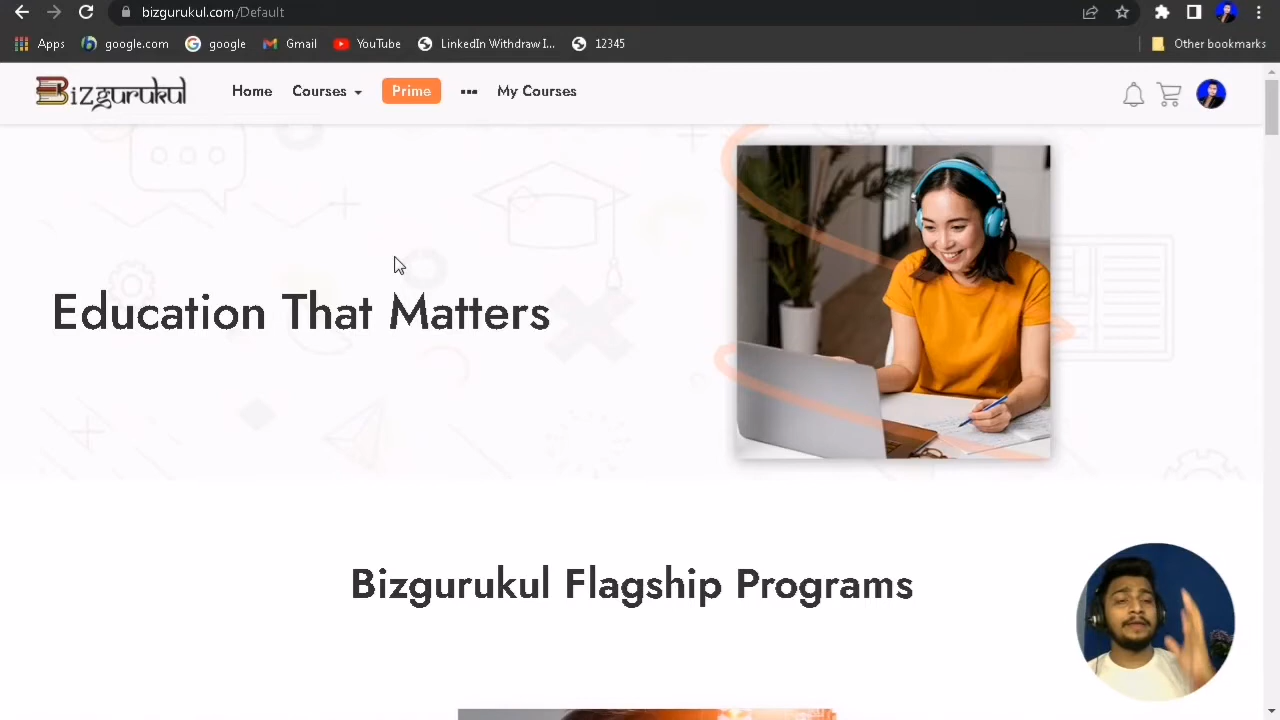 bizgurukul.com/Default
Apps
google.com
google
Gmail
YouTube
LinkedIn Withdraw I...
12345
Other bookmarks
Bizgurukul
Home
Courses
Prime
My Courses
Education That Matters
Bizgurukul Flagship Programs